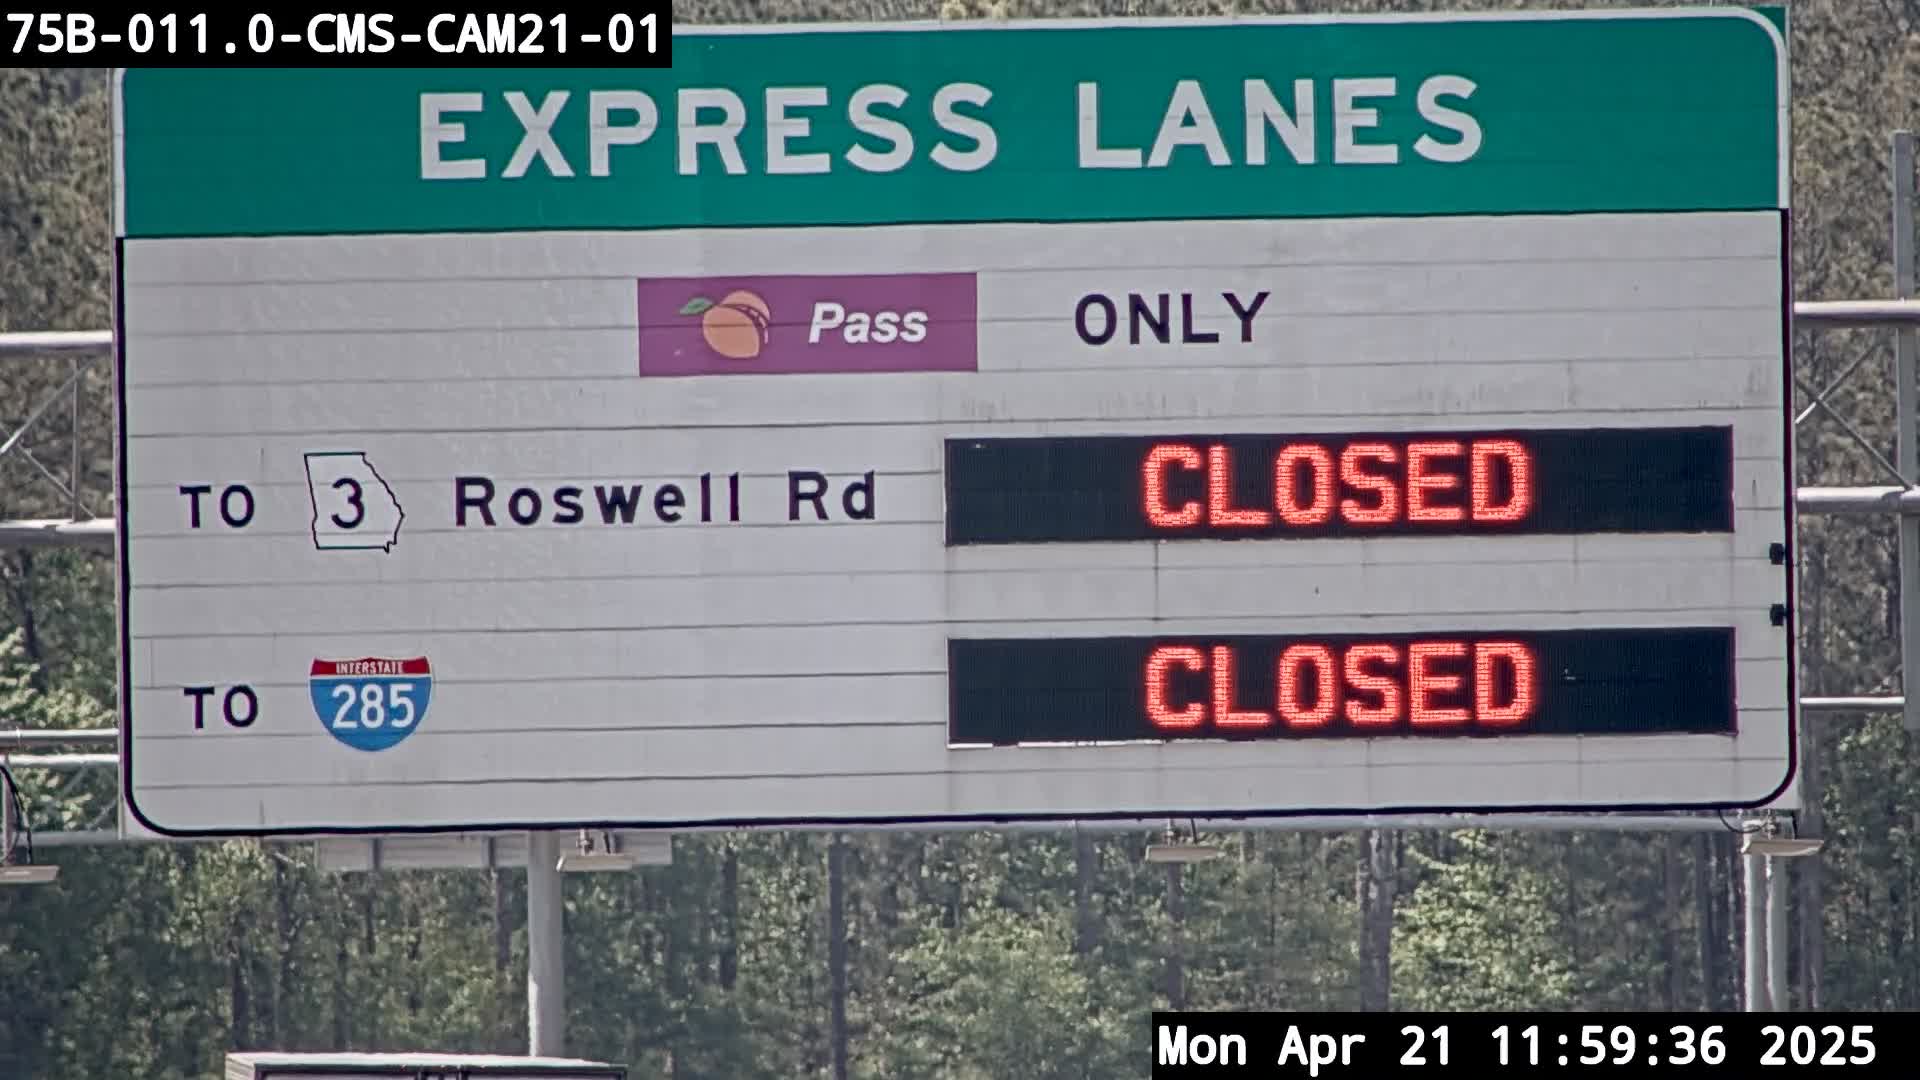 75B-011.0-CMS-CAM21-01
EXPRESS LANES
Pass ONLY
TO 3 Roswell Rd CLOSED
INTERSTATE
TO 285 CLOSED
Mon Apr 21 11:59:36 2025